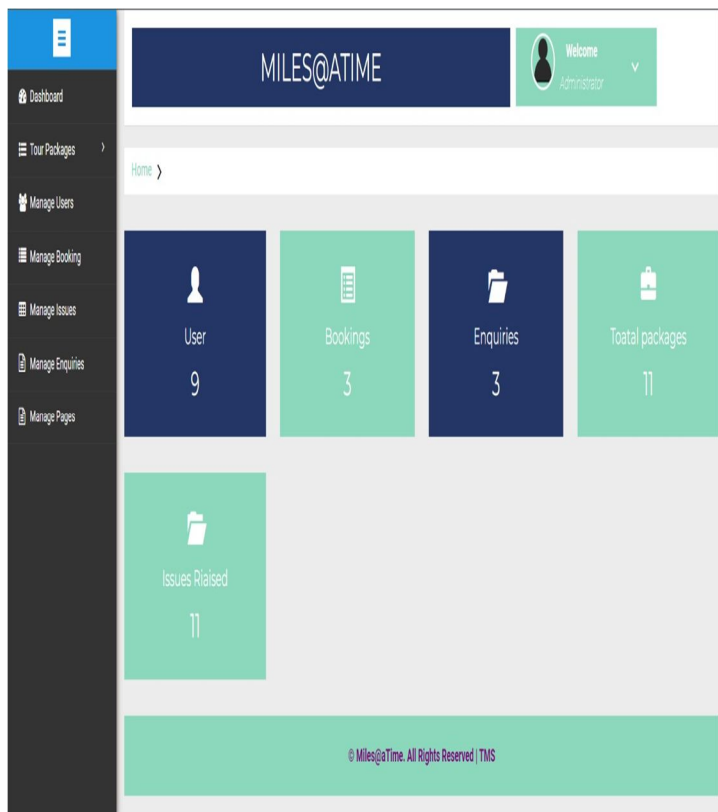 MILES@ATIME
Welcome
Administrator
Dashboard
Tour Packages
Manage Users
Manage Booking
Manage Issues
Manage Enquiries
Manage Pages
Home
User
9
Bookings
3
Enquiries
3
Toatal packages
11
Issues Riaised
11
© Miles@aTime. All Rights Reserved | TMS